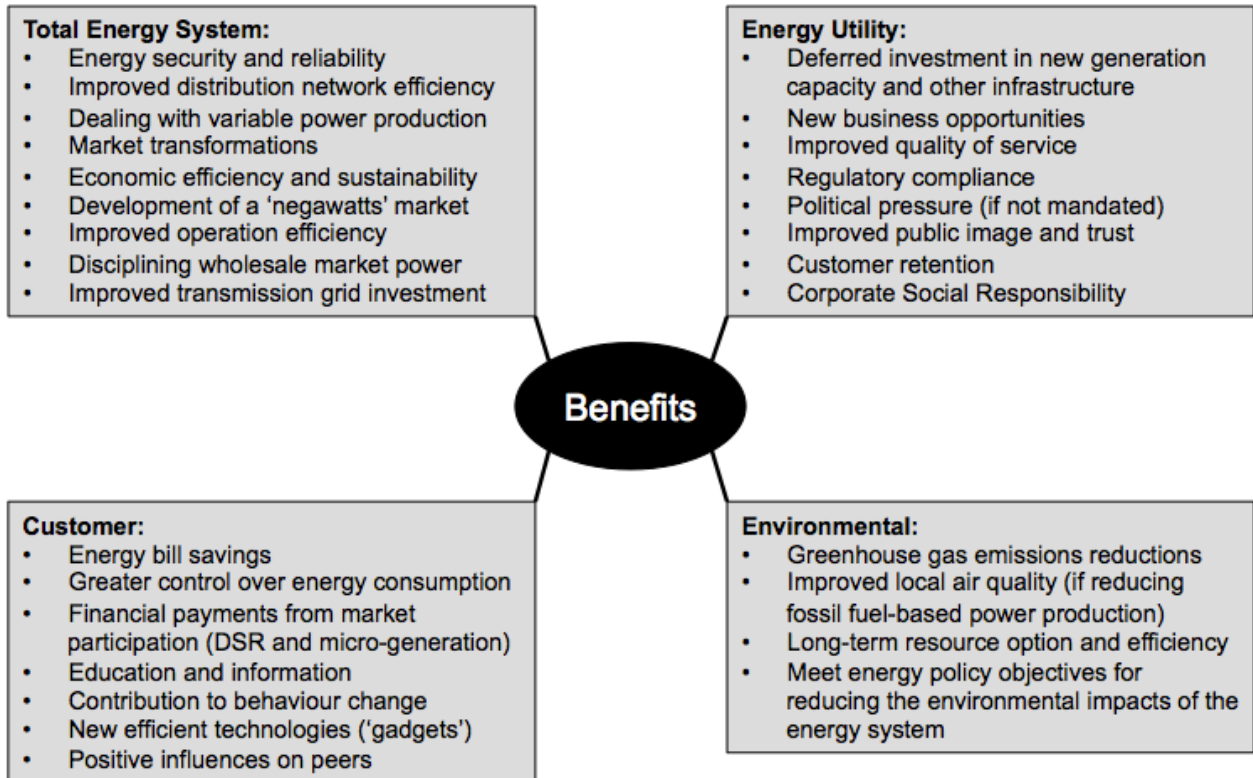 Total Energy System:
• Energy security and reliability
• Improved distribution network efficiency
• Dealing with variable power production
• Market transformations
• Economic efficiency and sustainability
• Development of a ‘negawatts' market
• Improved operation efficiency
• Disciplining wholesale market power
• Improved transmission grid investment
Energy Utility:
• Deferred investment in new generation
capacity and other infrastructure
• New business opportunities
• Improved quality of service
• Regulatory compliance
• Political pressure (if not mandated)
• Improved public image and trust
• Customer retention
• Corporate Social Responsibility
Benefits
Customer:
• Energy bill savings
• Greater control over energy consumption
• Financial payments from market
participation (DSR and micro-generation)
• Education and information
• Contribution to behaviour change
• New efficient technologies (‘gadgets’)
• Positive influences on peers
Environmental:
• Greenhouse gas emissions reductions
• Improved local air quality (if reducing
fossil fuel-based power production)
• Long-term resource option and efficiency
• Meet energy policy objectives for
reducing the environmental impacts of the
energy system